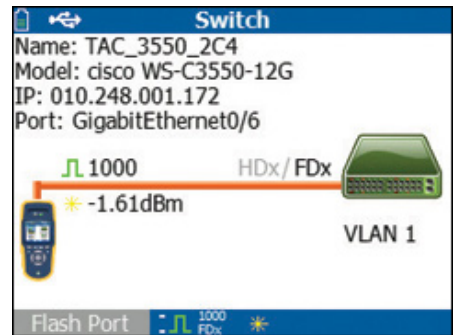 Switch
Name: TAC_3550_2C4
Model: cisco WS-C3550-12G
IP: 010.248.001.172
Port: GigabitEthernet0/6
1000 HDx/FDx
-1.61dBm
VLAN 1
Flash Port 1000 FDx